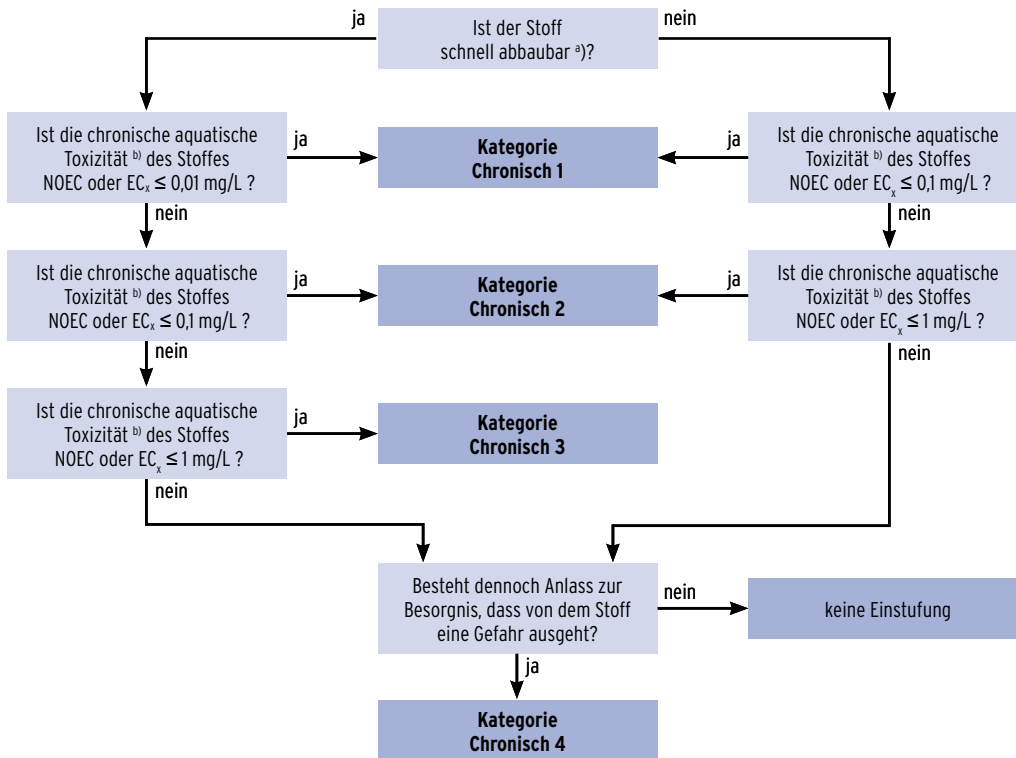 ja
Ist der Stoff
schnell abbaubar ᵃ)?
nein
Ist die chronische aquatische
Toxizität ᵇ⁾ des Stoffes
NOEC oder ECₓ ≤ 0,01 mg/L ?
ja
Kategorie
Chronisch 1
ja
Ist die chronische aquatische
Toxizität ᵇ⁾ des Stoffes
NOEC oder ECₓ ≤ 0,1 mg/L ?
nein
nein
Ist die chronische aquatische
Toxizität ᵇ⁾ des Stoffes
NOEC oder ECₓ ≤ 0,1 mg/L ?
ja
Kategorie
Chronisch 2
ja
Ist die chronische aquatische
Toxizität ᵇ⁾ des Stoffes
NOEC oder ECₓ ≤ 1 mg/L ?
nein
nein
Ist die chronische aquatische
Toxizität ᵇ⁾ des Stoffes
NOEC oder ECₓ ≤ 1 mg/L ?
ja
Kategorie
Chronisch 3
nein
Besteht dennoch Anlass zur
Besorgnis, dass von dem Stoff
eine Gefahr ausgeht?
nein
keine Einstufung
ja
Kategorie
Chronisch 4